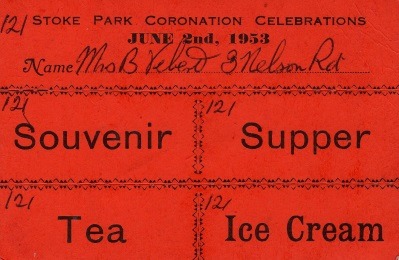 121 STOKE PARK CORONATION CELEBRATIONS
JUNE 2nd, 1953
Name Mrs B 3 Nelson Rd
121 121
Souvenir Supper
121 121
Tea Ice Cream